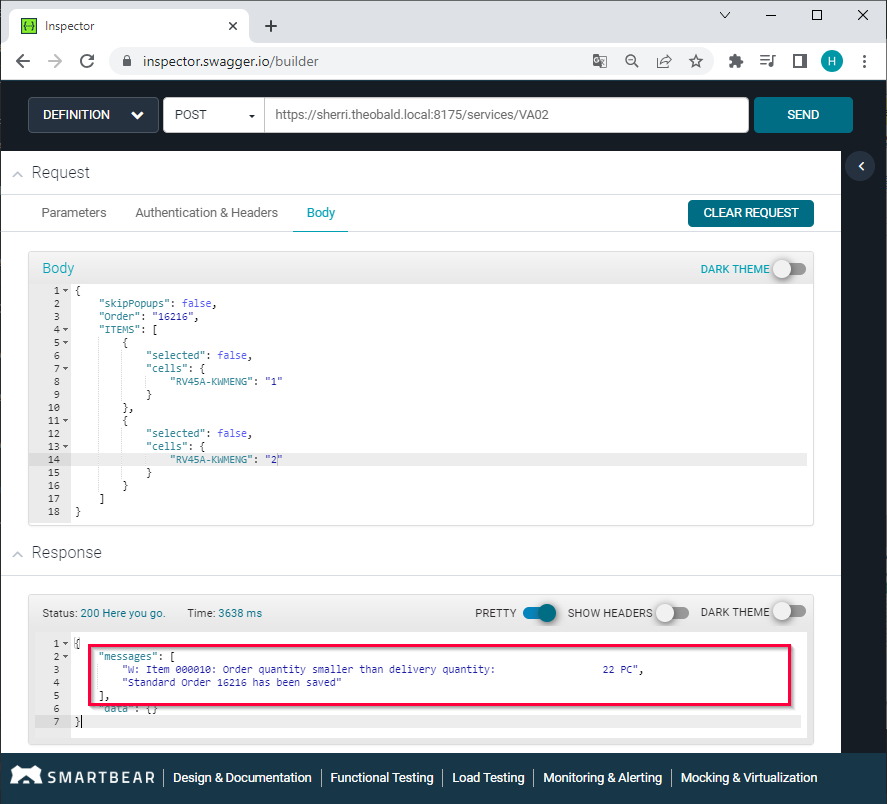 Inspector
inspector.swagger.io/builder
H
DEFINITION POST https://sherri.theobald.local:8175/services/VA02 SEND
Request
Parameters Authentication & Headers Body CLEAR REQUEST
Body DARK THEME
1 {
2 "skipPopups": false,
3 "Order": "16216",
4 "ITEMS": [
5 {
6 "selected": false,
7 "cells": {
8 "RV45A-KWMENG": "1"
9 }
10 },
11 {
12 "selected": false,
13 "cells": {
14 "RV45A-KWMENG": "2"
15 }
16 }
17 ]
18 }
Response
Status: 200 Here you go. Time: 3638 ms PRETTY SHOW HEADERS DARK THEME
1 {
2 "messages": [
3 "W: Item 000010: Order quantity smaller than delivery quantity: 22 PC",
4 "Standard Order 16216 has been saved"
5 ],
6 "data": {}
7 }
SMARTBEAR Design & Documentation Functional Testing Load Testing Monitoring & Alerting Mocking & Virtualization